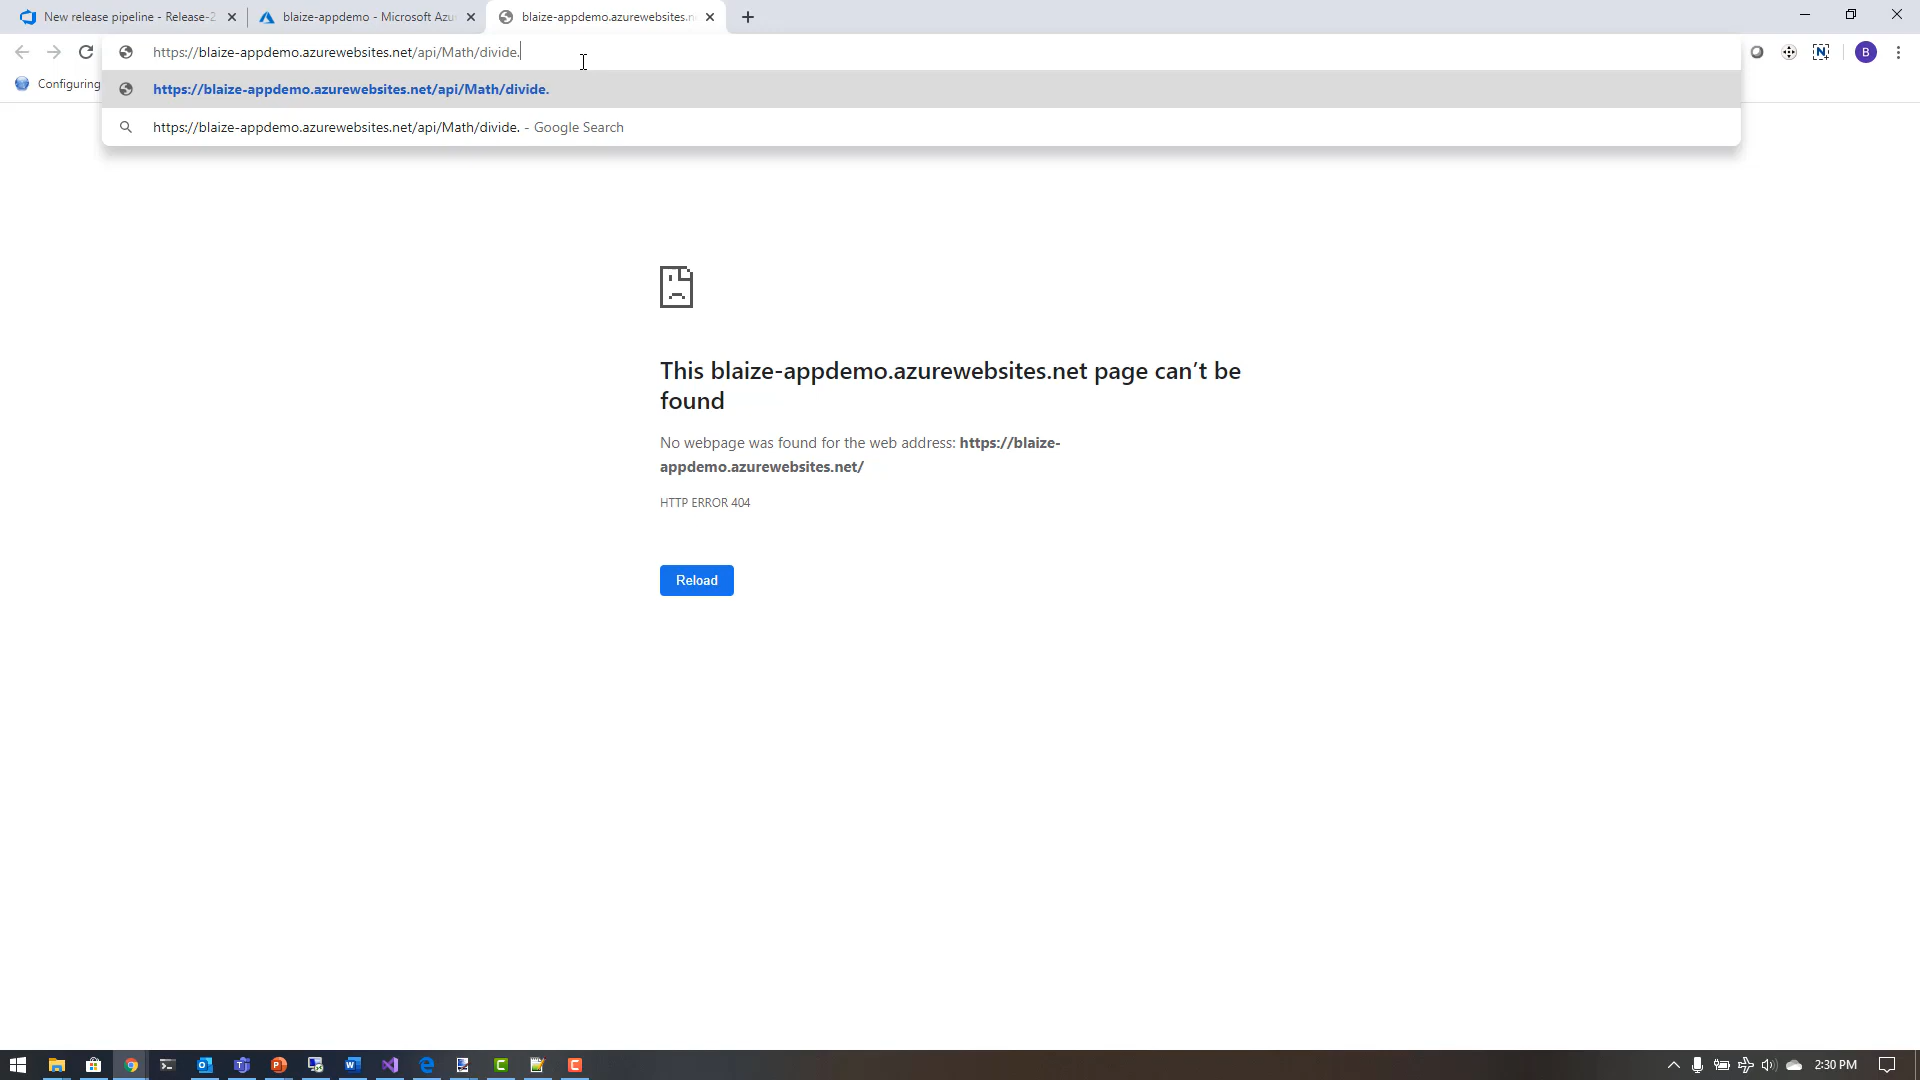 New release pipeline - Release-2
blaize-appdemo - Microsoft Azu
blaize-appdemo.azurewebsites.n
https://blaize-appdemo.azurewebsites.net/api/Math/divide.
B
Configuring
https://blaize-appdemo.azurewebsites.net/api/Math/divide.
https://blaize-appdemo.azurewebsites.net/api/Math/divide. - Google Search
This blaize-appdemo.azurewebsites.net page can’t be
found
No webpage was found for the web address: https://blaize-
appdemo.azurewebsites.net/
HTTP ERROR 404
Reload
2:30 PM